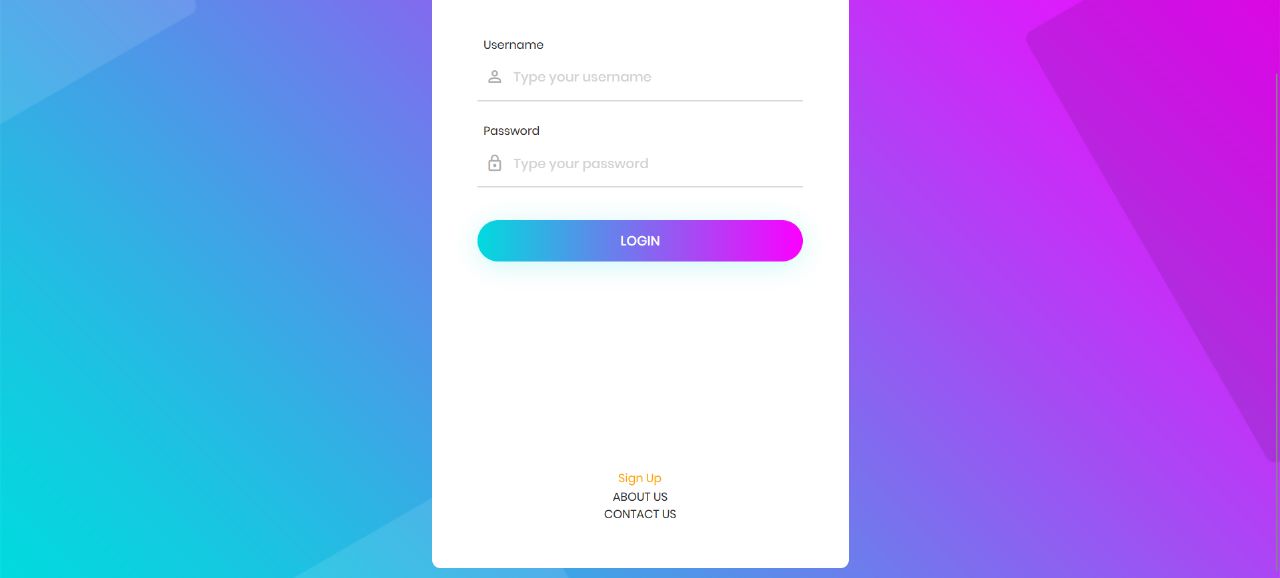 Username
Type your username
Password
Type your password
LOGIN
Sign Up
ABOUT US
CONTACT US